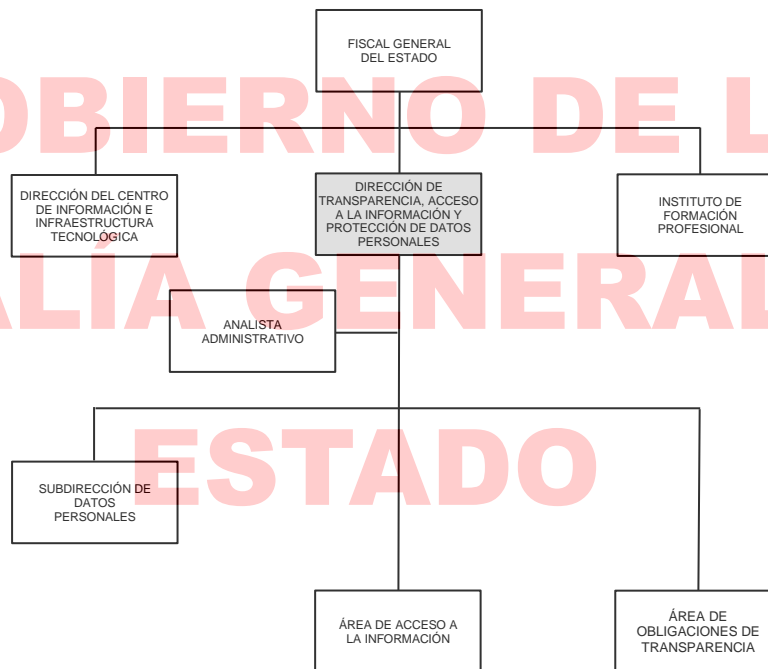 FISCAL GENERAL
DEL ESTADO
OBIERNO DE L
DIRECCIÓN DEL CENTRO
DE INFORMACIÓN E
INFRAESTRUCTURA
TECNOLÓGICA
DIRECCIÓN DE
TRANSPARENCIA, ACCESO
A LA INFORMACIÓN Y
PROTECCIÓN DE DATOS
PERSONALES
INSTITUTO DE
FORMACIÓN
PROFESIONAL
ALÍA GENERAL
ANALISTA
ADMINISTRATIVO
ESTADO
SUBDIRECCIÓN DE
DATOS
PERSONALES
ÁREA DE ACCESO A
LA INFORMACIÓN
ÁREA DE
OBLIGACIONES DE
TRANSPARENCIA